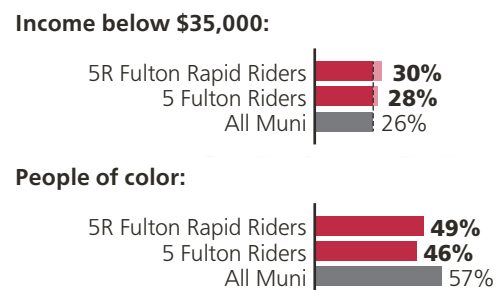 Income below $35,000:
5R Fulton Rapid Riders 30%
5 Fulton Riders 28%
All Muni 26%
People of color:
5R Fulton Rapid Riders 49%
5 Fulton Riders 46%
All Muni 57%